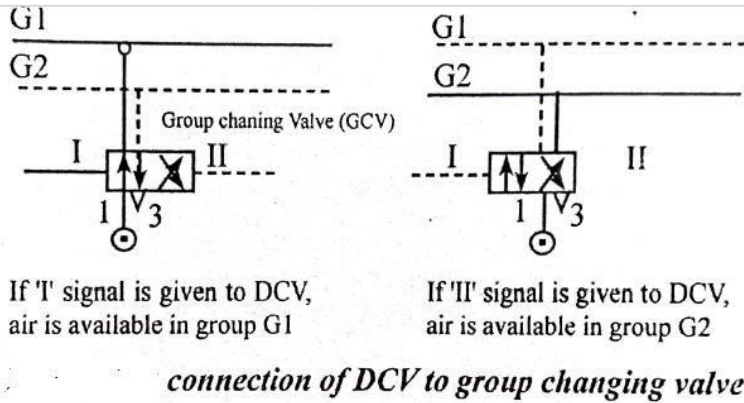 G1
G2
Group chaning Valve (GCV)
I II
1 3
If 'I' signal is given to DCV,
air is available in group G1
G1
G2
I II
1 3
If 'II' signal is given to DCV,
air is available in group G2
connection of DCV to group changing valve